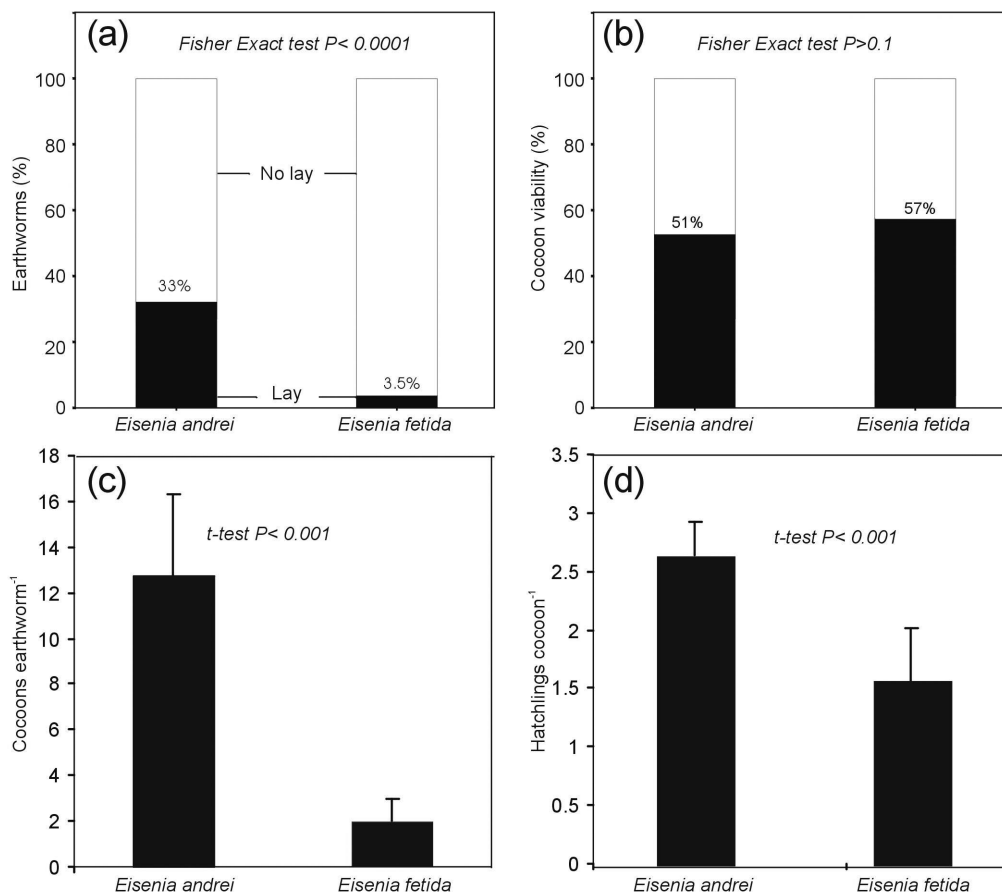 (a)
Fisher Exact test P< 0.0001
Earthworms (%)
100
80
60
40
20
0
No lay
33%
Lay
3.5%
Eisenia andrei
Eisenia fetida
(b)
Fisher Exact test P>0.1
Cocoon viability (%)
100
80
60
40
20
0
51%
57%
Eisenia andrei
Eisenia fetida
(c)
t-test P< 0.001
Cocoons earthworm⁻¹
18
16
14
12
10
8
6
4
2
0
Eisenia andrei
Eisenia fetida
(d)
t-test P< 0.001
Hatchlings cocoon⁻¹
3.5
3
2.5
2
1.5
1
0.5
0
Eisenia andrei
Eisenia fetida